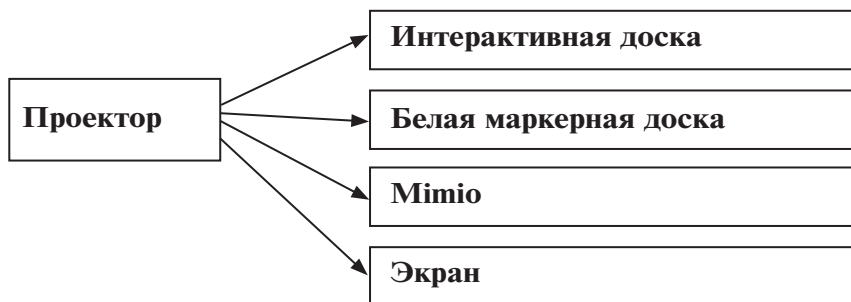 Интерактивная доска
Проектор
Белая маркерная доска
Mimio
Экран